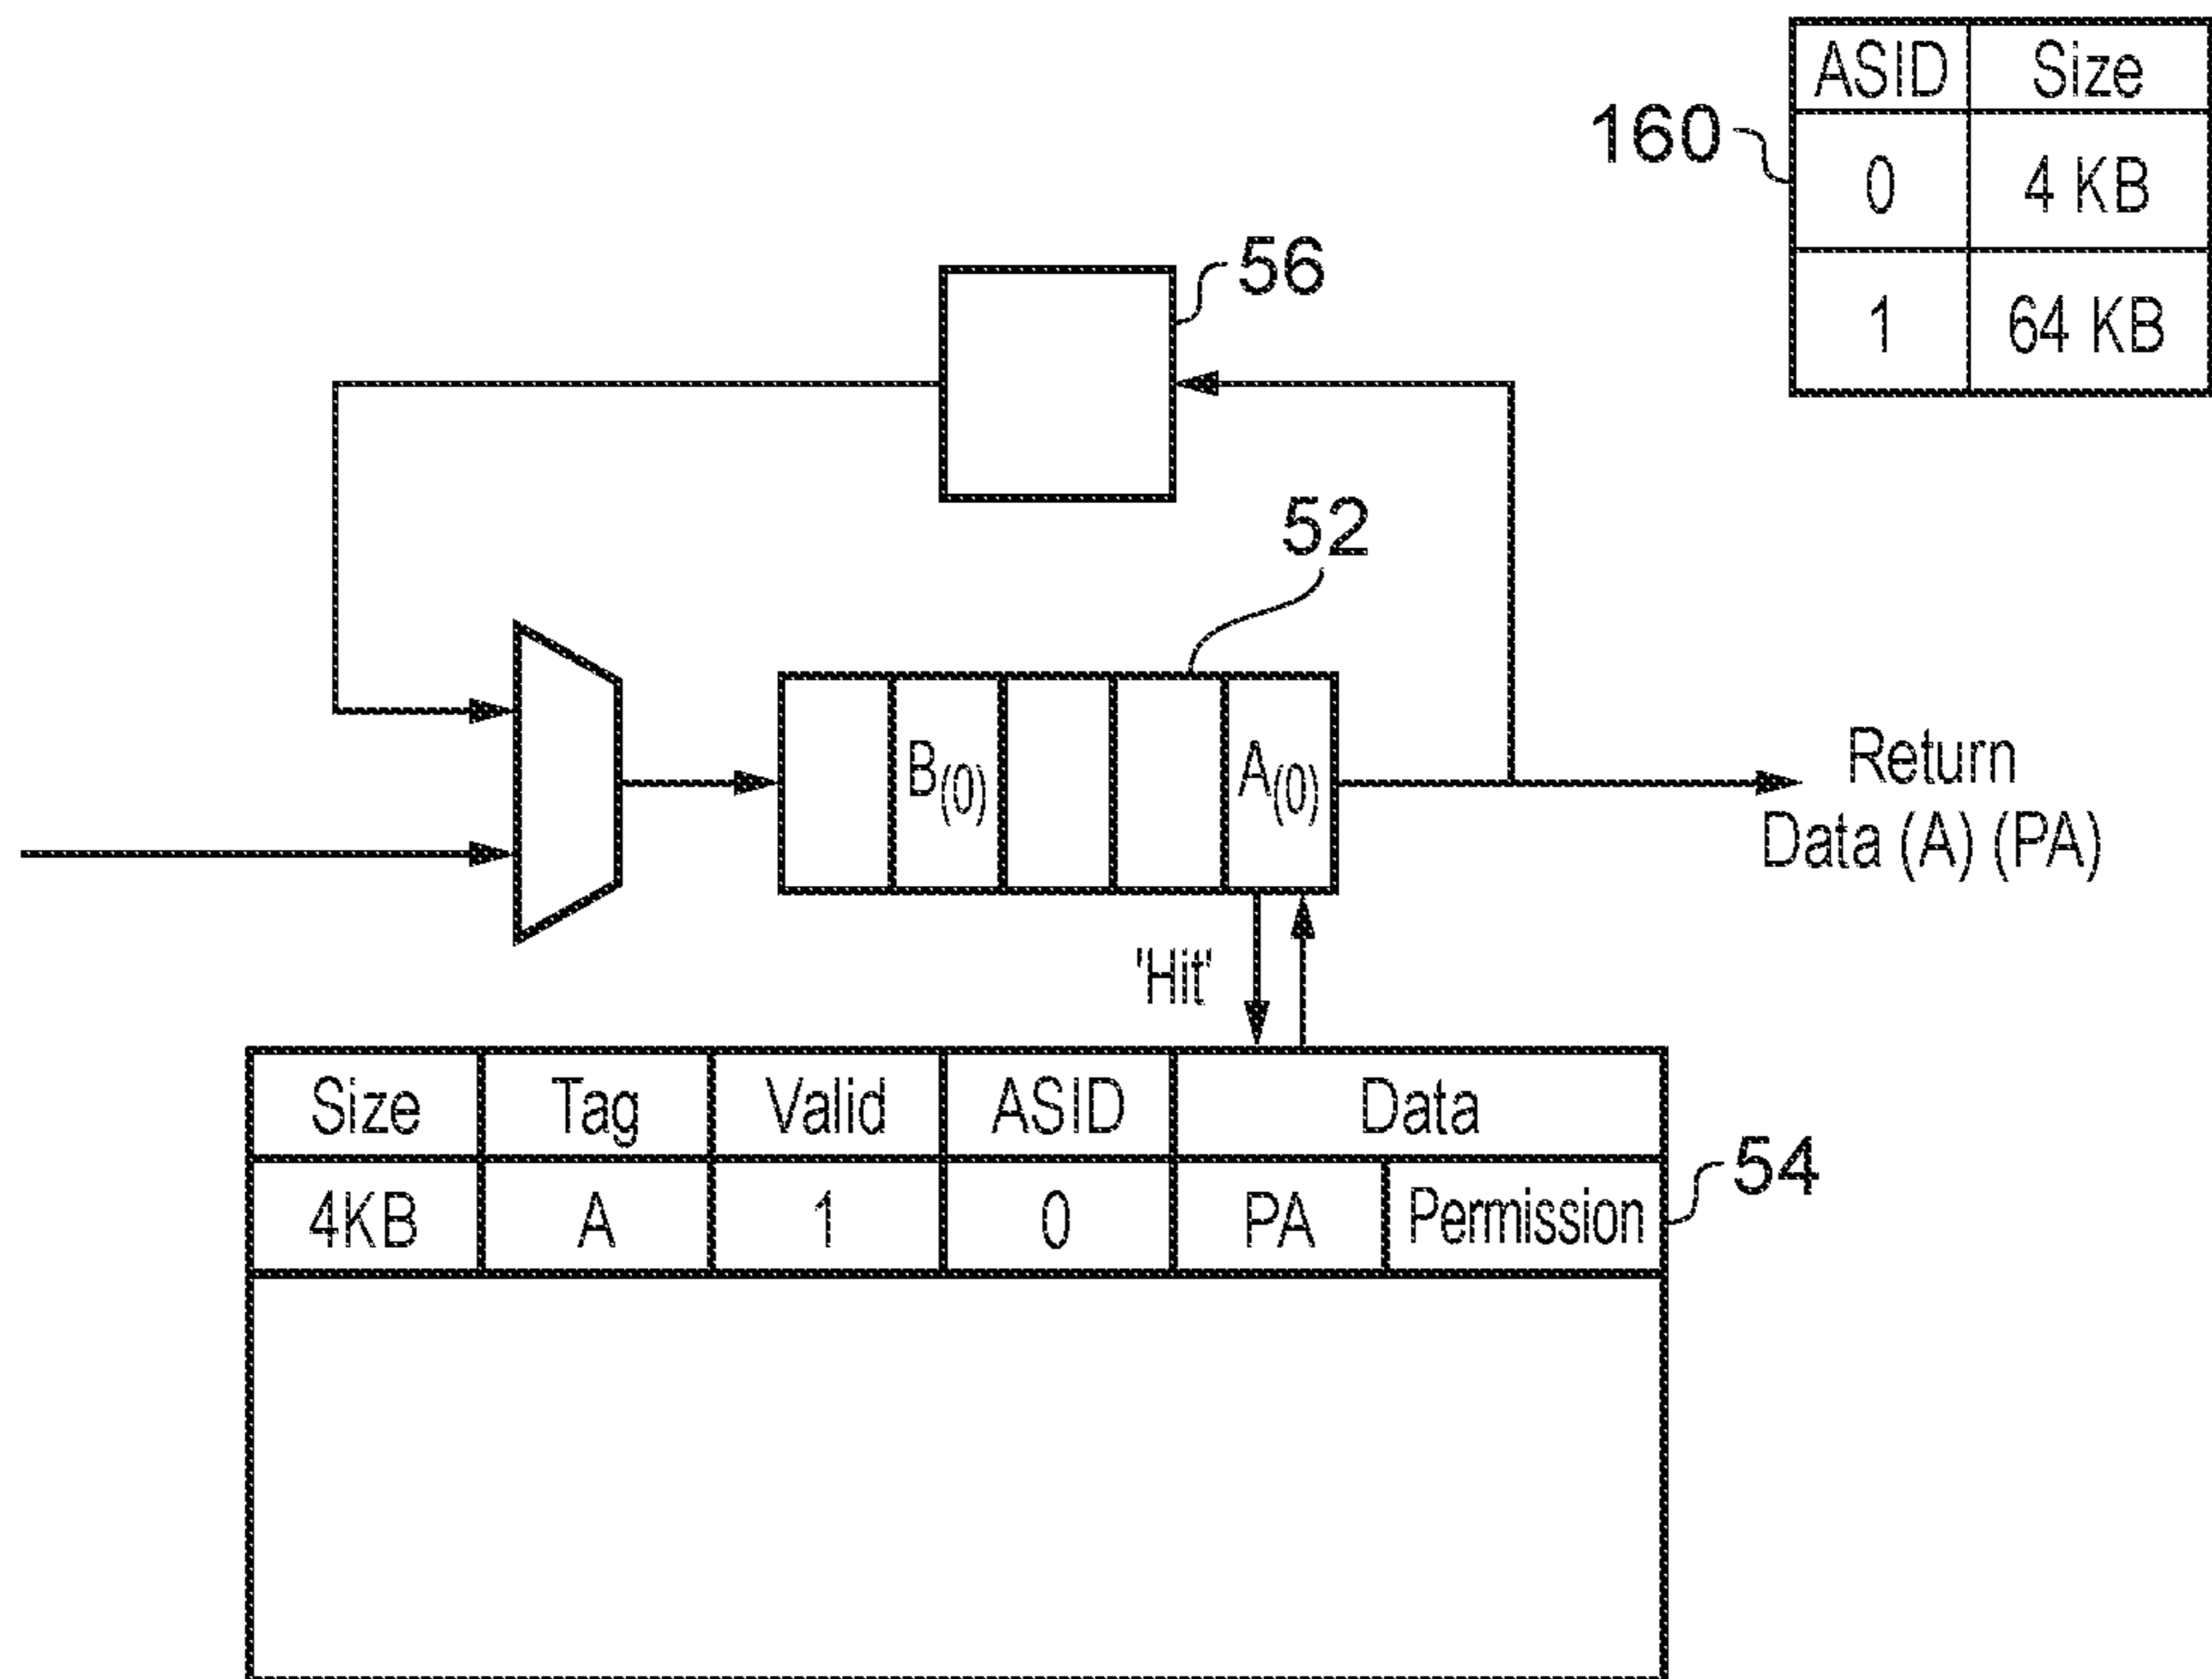 ASID Size
160
0 4 KB
1 64 KB
56
52
B(0) A(0)
Return
Data (A) (PA)
'Hit'
Size Tag Valid ASID Data
4KB A 1 0 PA Permission
54